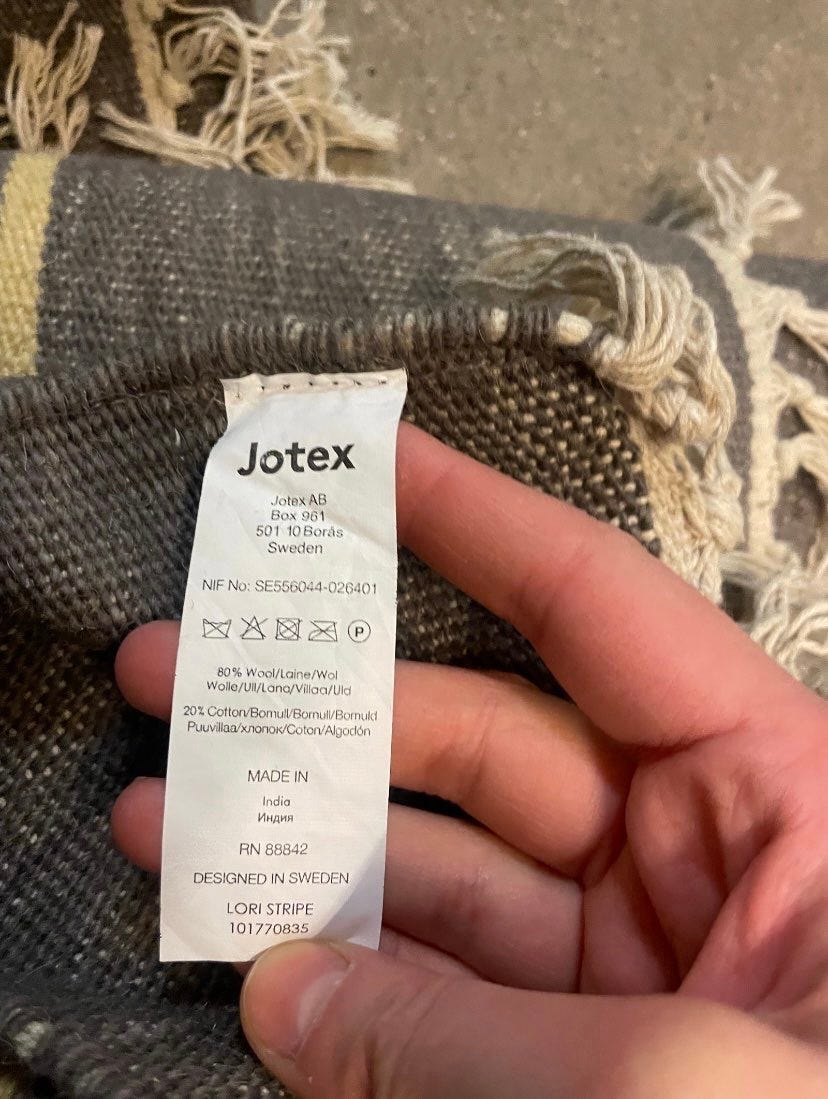 Jotex
Jotex AB
Box 961
501 10 Borås
Sweden
NIF No: SE556044-026401
P
80% Wool/Laine/Wol
Wolle/Ull/Lana/Villaa/Uld
20% Cotton/Bomull/Bornull/Bomuld
Puuvillaa/хлопок/Coton/Algodón
MADE IN
India
Индия
RN 88842
DESIGNED IN SWEDEN
LORI STRIPE
101770835